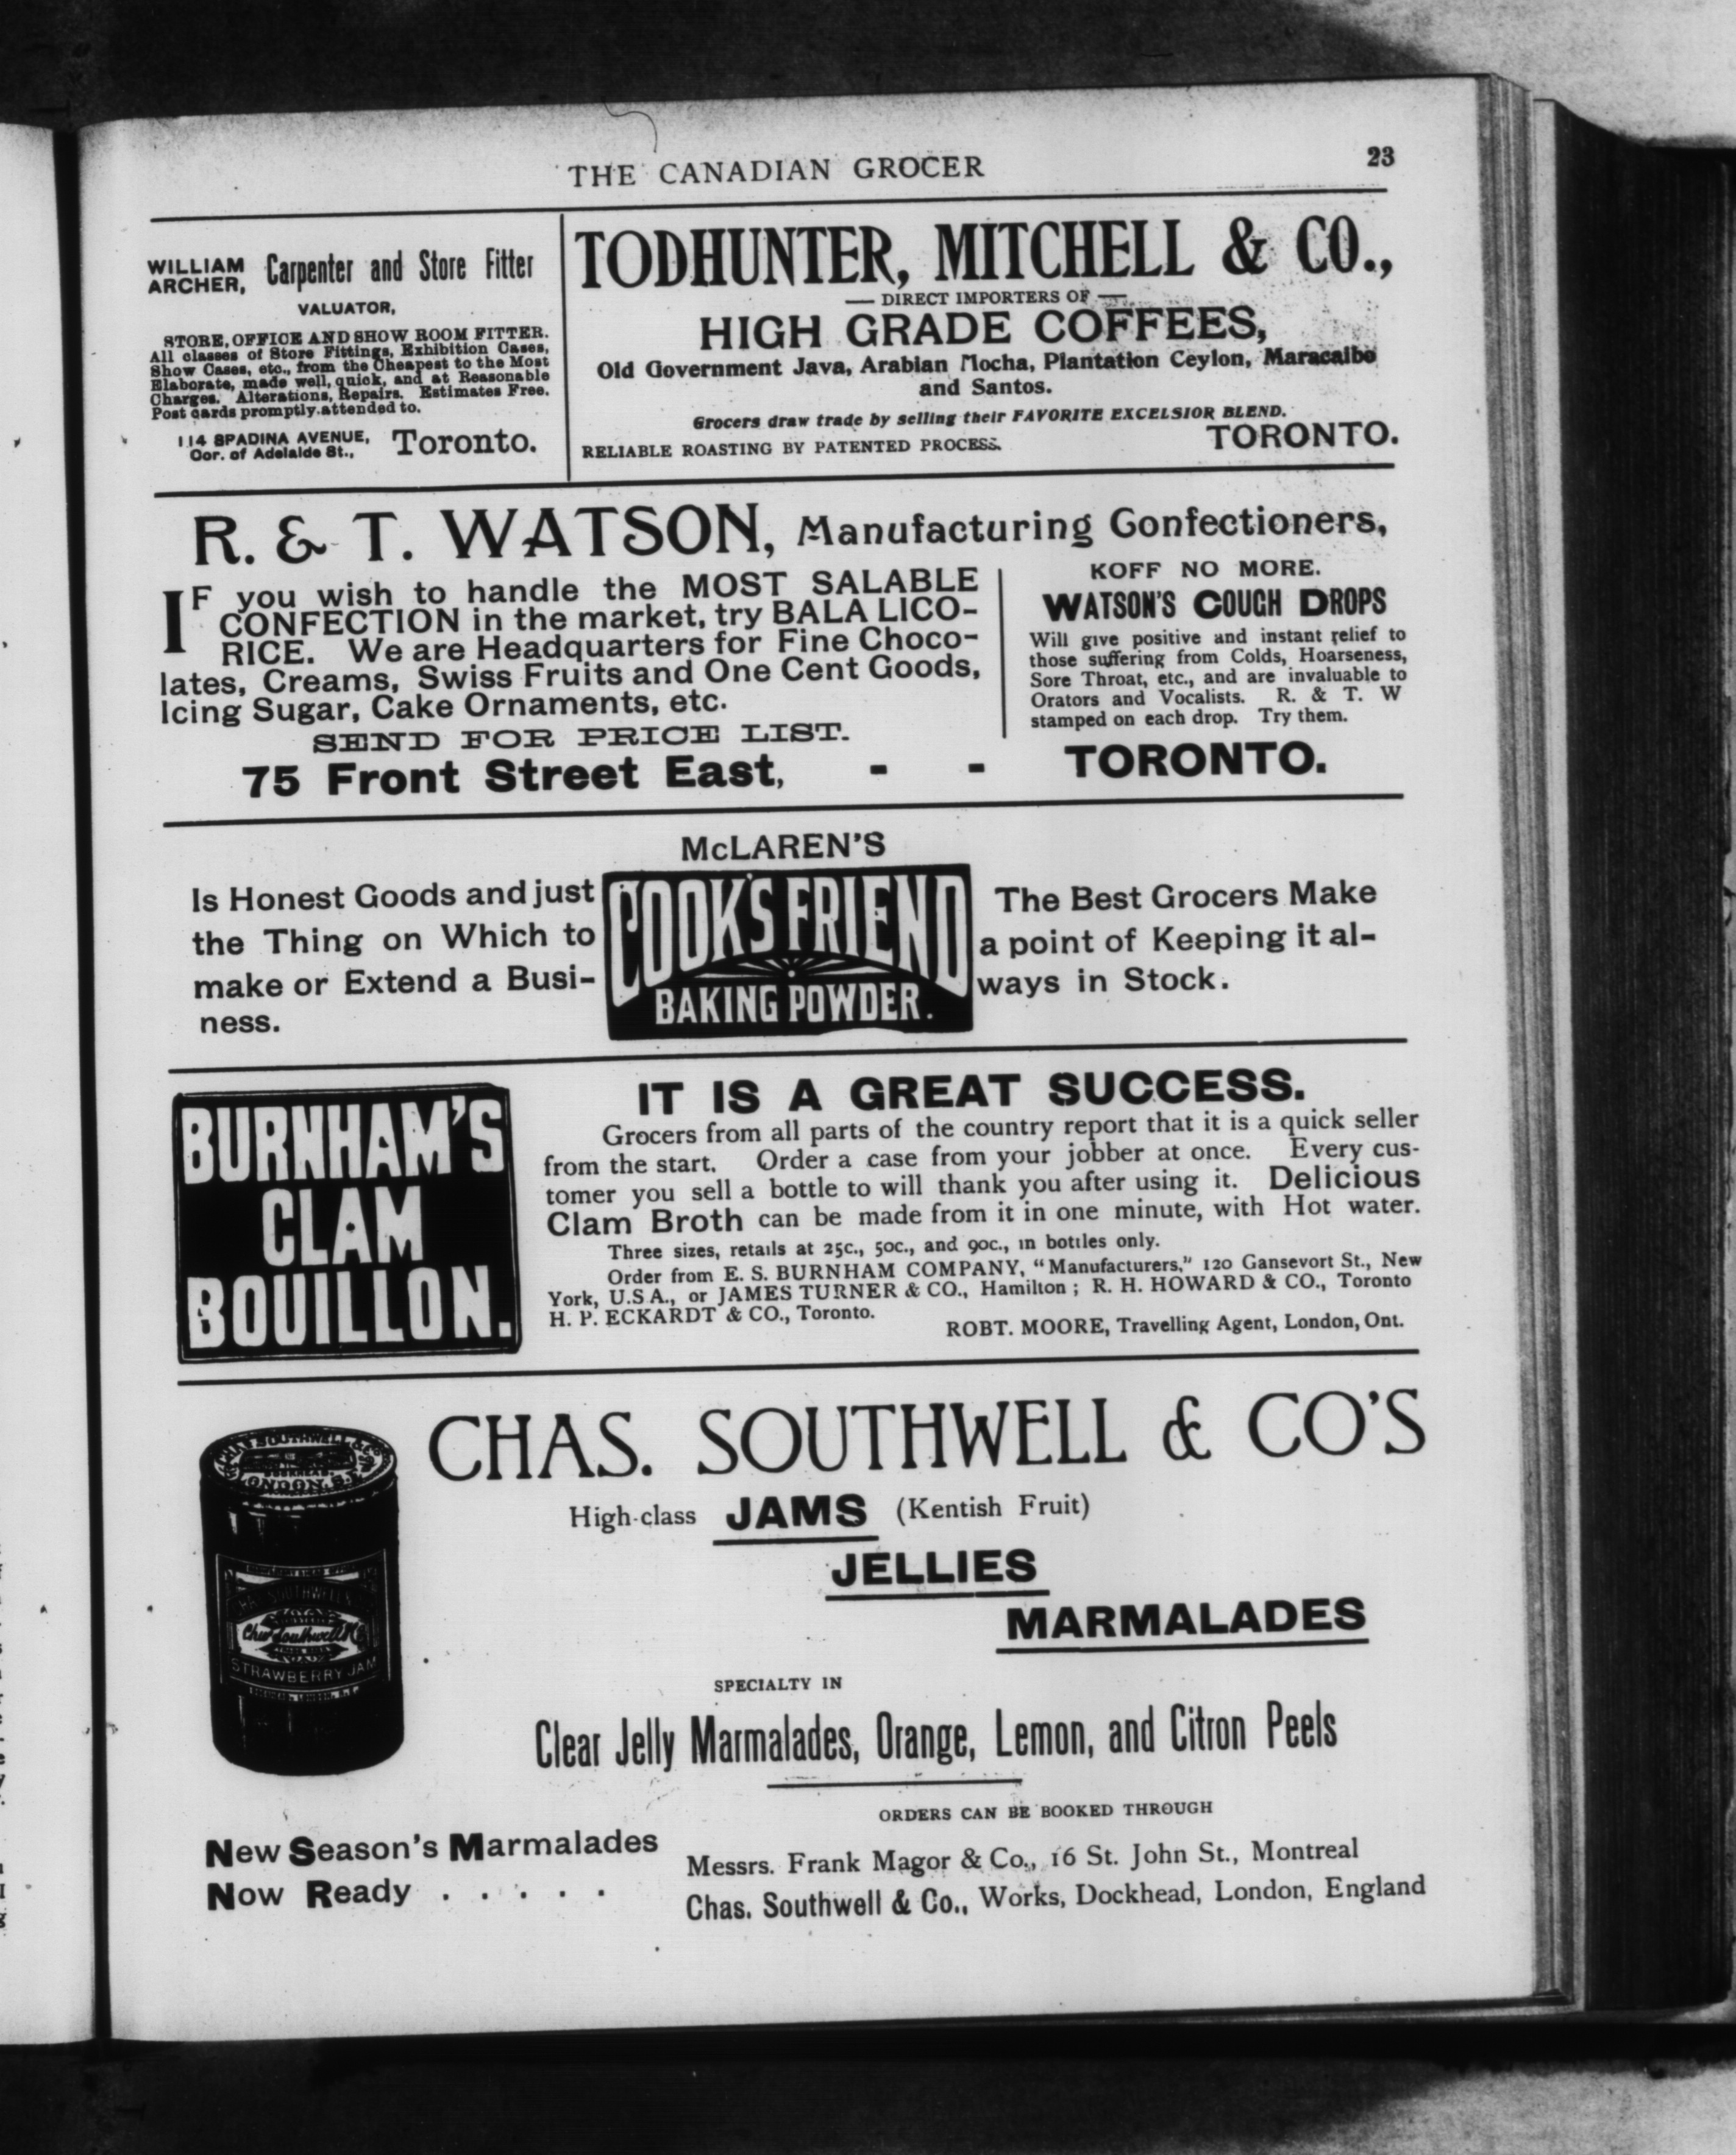 THE CANADIAN GROCER
23
WILLIAM ARCHER, Carpenter and Store Fitter
VALUATOR,
STORE, OFFICE AND SHOW ROOM FITTER.
All classes of Store Fittings, Exhibition Cases,
Show Cases, etc., from the Cheapest to the Most
Elaborate, made well, quick, and at Reasonable
Charges. Alterations, Repairs. Estimates Free.
Post cards promptly attended to.
114 SPADINA AVENUE,
Cor. of Adelaide St., Toronto.
TODHUNTER, MITCHELL & CO.,
— DIRECT IMPORTERS OF —
HIGH GRADE COFFEES,
Old Government Java, Arabian Mocha, Plantation Ceylon, Maracaibo
and Santos.
Grocers draw trade by selling their FAVORITE EXCELSIOR BLEND.
RELIABLE ROASTING BY PATENTED PROCESS.
TORONTO.
R. & T. WATSON, Manufacturing Confectioners,
IF you wish to handle the MOST SALABLE
CONFECTION in the market, try BALA LICO-
RICE. We are Headquarters for Fine Choco-
lates, Creams, Swiss Fruits and One Cent Goods,
Icing Sugar, Cake Ornaments, etc.
SEND FOR PRICE LIST.
KOFF NO MORE.
WATSON'S COUGH DROPS
Will give positive and instant relief to
those suffering from Colds, Hoarseness,
Sore Throat, etc., and are invaluable to
Orators and Vocalists. R. & T. W
stamped on each drop. Try them.
75 Front Street East, - - TORONTO.
McLAREN'S
Is Honest Goods and just
the Thing on Which to
make or Extend a Busi-
ness.
COOK'S FRIEND
BAKING POWDER.
The Best Grocers Make
a point of Keeping it al-
ways in Stock.
BURNHAM'S
CLAM
BOUILLON.
IT IS A GREAT SUCCESS.
Grocers from all parts of the country report that it is a quick seller
from the start. Order a case from your jobber at once. Every cus-
tomer you sell a bottle to will thank you after using it. Delicious
Clam Broth can be made from it in one minute, with Hot water.
Three sizes, retails at 25c., 50c., and 90c., in bottles only.
Order from E. S. BURNHAM COMPANY, "Manufacturers," 120 Gansevort St., New
York, U.S.A., or JAMES TURNER & CO., Hamilton ; R. H. HOWARD & CO., Toronto
H. P. ECKARDT & CO., Toronto.
ROBT. MOORE, Travelling Agent, London, Ont.
CHAS. SOUTHWELL & CO'S
High-class JAMS (Kentish Fruit)
JELLIES
MARMALADES
CHAS SOUTHWELL & Co
DOCKHEAD.
LONDON. S.E.
CHAS. SOUTHWELL & Co
Chas Southwell & Co
STRAWBERRY JAM
SPECIALTY IN
Clear Jelly Marmalades, Orange, Lemon, and Citron Peels
ORDERS CAN BE BOOKED THROUGH
New Season's Marmalades
Now Ready . . . . .
Messrs. Frank Magor & Co., 16 St. John St., Montreal
Chas. Southwell & Co., Works, Dockhead, London, England